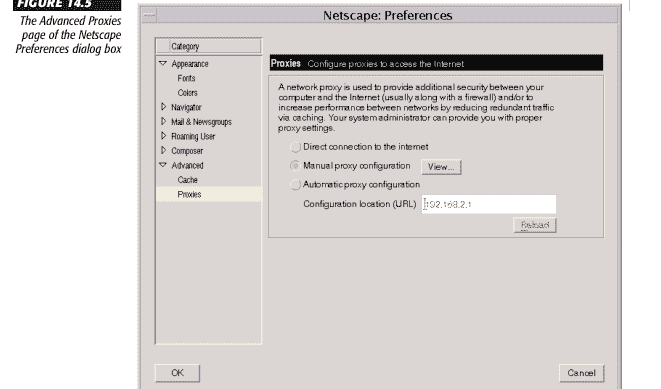 FIGURE 14.5
The Advanced Proxies
page of the Netscape
Preferences dialog box
Netscape: Preferences
Category
Appearance
Fonts
Colors
Navigator
Mail & Newsgroups
Roaming User
Composer
Advanced
Cache
Proxies
Proxies Configure proxies to access the Internet
A network proxy is used to provide additional security between your
computer and the Internet (usually along with a firewall) and/or to
increase performance between networks by reducing redundant traffic
via caching. Your system administrator can provide you with proper
proxy settings.
Direct connection to the internet
Manual proxy configuration View...
Automatic proxy configuration
Configuration location (URL) 192.168.2.1
Reload
OK
Cancel